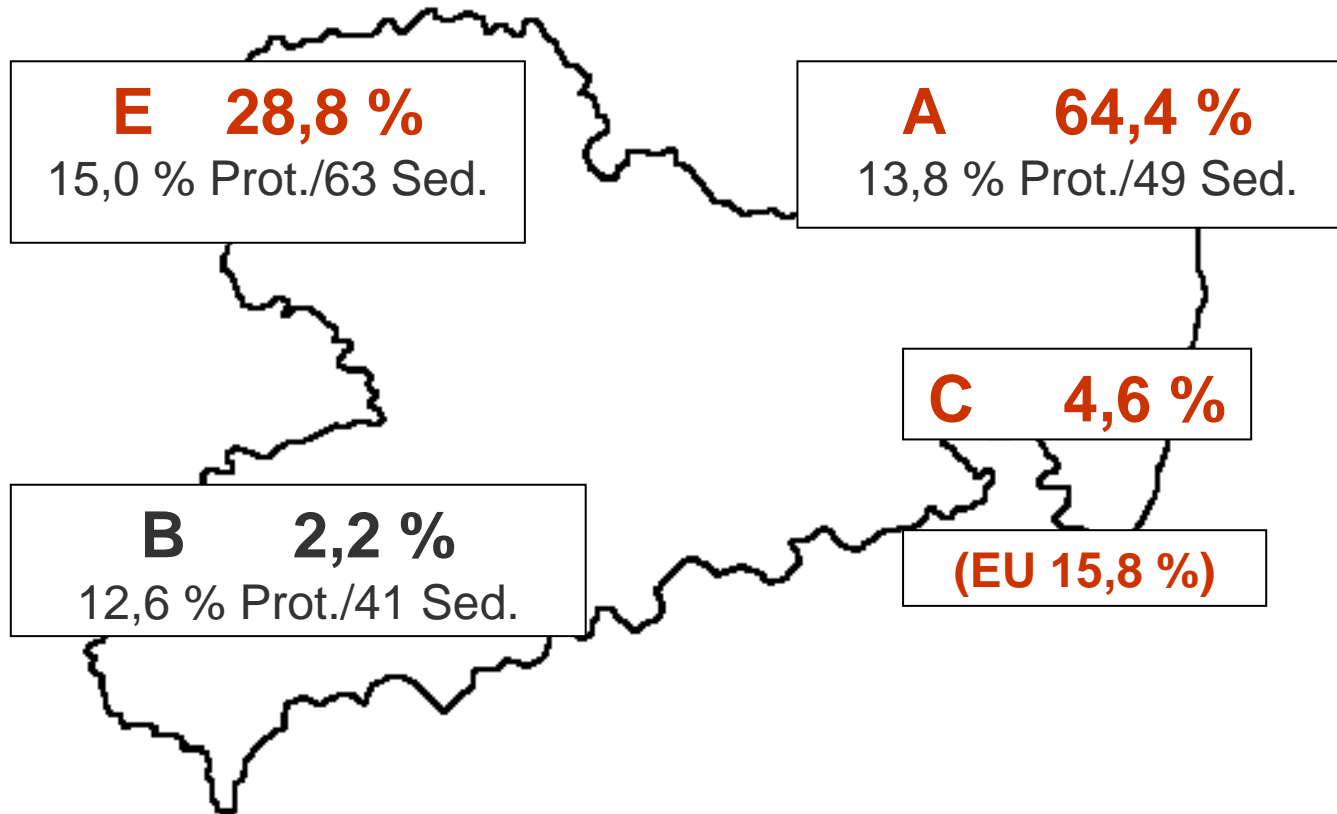 E 28,8 %
15,0 % Prot./63 Sed.
A 64,4 %
13,8 % Prot./49 Sed.
C 4,6 %
B 2,2 %
12,6 % Prot./41 Sed.
(EU 15,8 %)